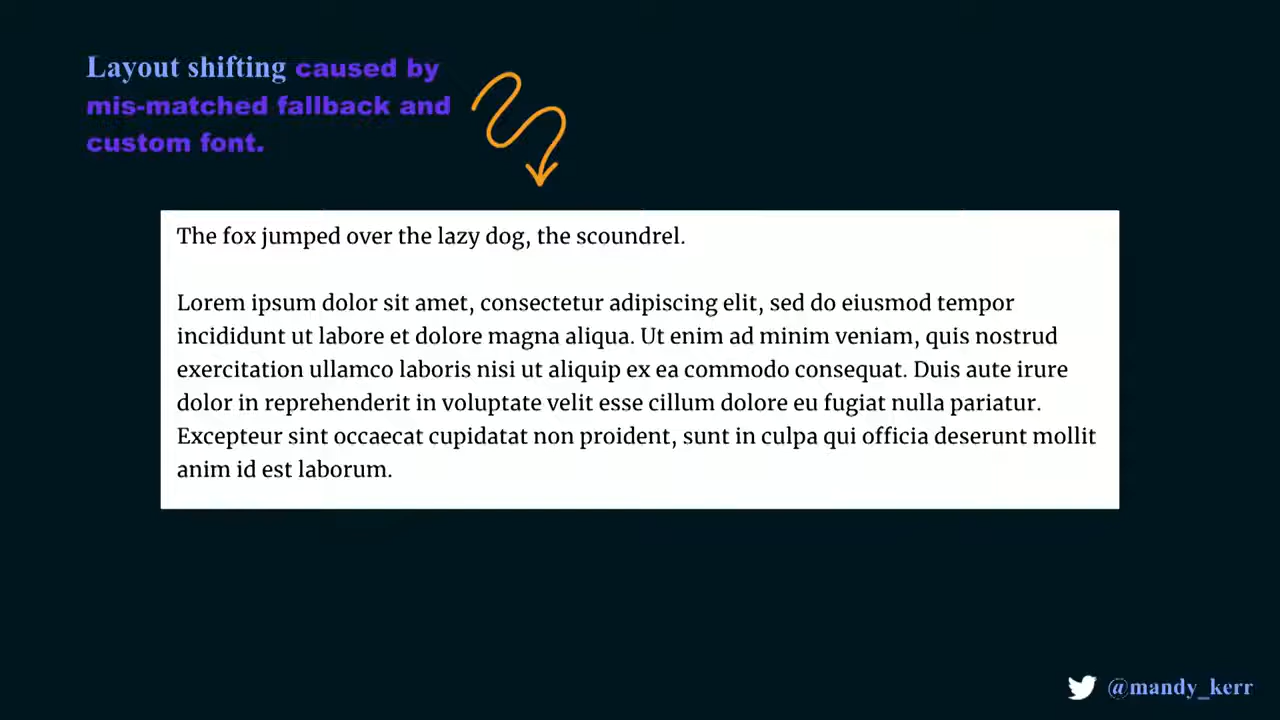 Layout shifting caused by
mis-matched fallback and
custom font.
The fox jumped over the lazy dog, the scoundrel.
Lorem ipsum dolor sit amet, consectetur adipiscing elit, sed do eiusmod tempor
incididunt ut labore et dolore magna aliqua. Ut enim ad minim veniam, quis nostrud
exercitation ullamco laboris nisi ut aliquip ex ea commodo consequat. Duis aute irure
dolor in reprehenderit in voluptate velit esse cillum dolore eu fugiat nulla pariatur.
Excepteur sint occaecat cupidatat non proident, sunt in culpa qui officia deserunt mollit
anim id est laborum.
@mandy_kerr